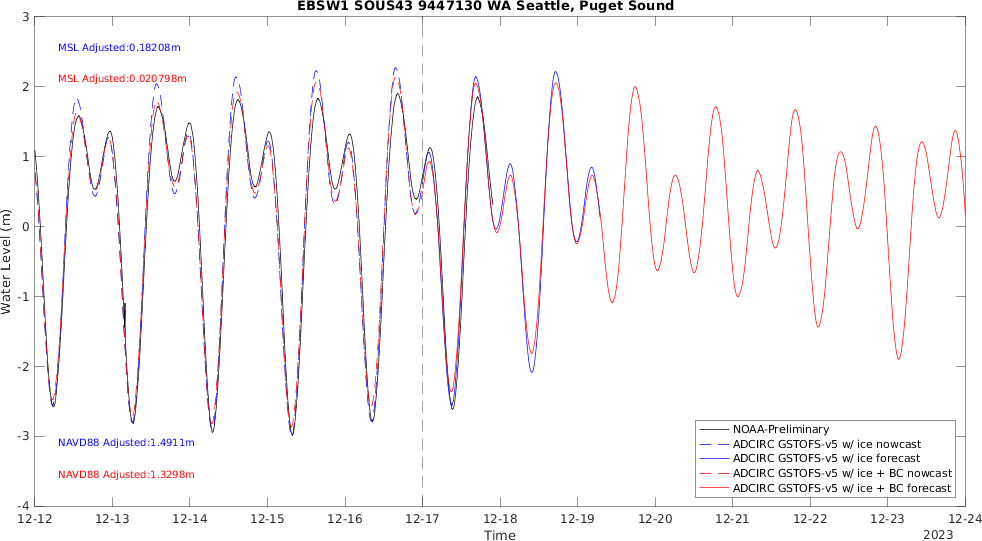 EBSW1 SOUS43 9447130 WA Seattle, Puget Sound
3
MSL Adjusted:0.18208m
MSL Adjusted:0.020798m
2
1
0
Water Level (m)
-1
-2
-3
NAVD88 Adjusted:1.4911m
NAVD88 Adjusted:1.3298m
-4
NOAA-Preliminary
ADCIRC GSTOFS-v5 w/ ice nowcast
ADCIRC GSTOFS-v5 w/ ice forecast
ADCIRC GSTOFS-v5 w/ ice + BC nowcast
ADCIRC GSTOFS-v5 w/ ice + BC forecast
12-12 12-13 12-14 12-15 12-16 12-17 12-18 12-19 12-20 12-21 12-22 12-23 12-24
Time
2023